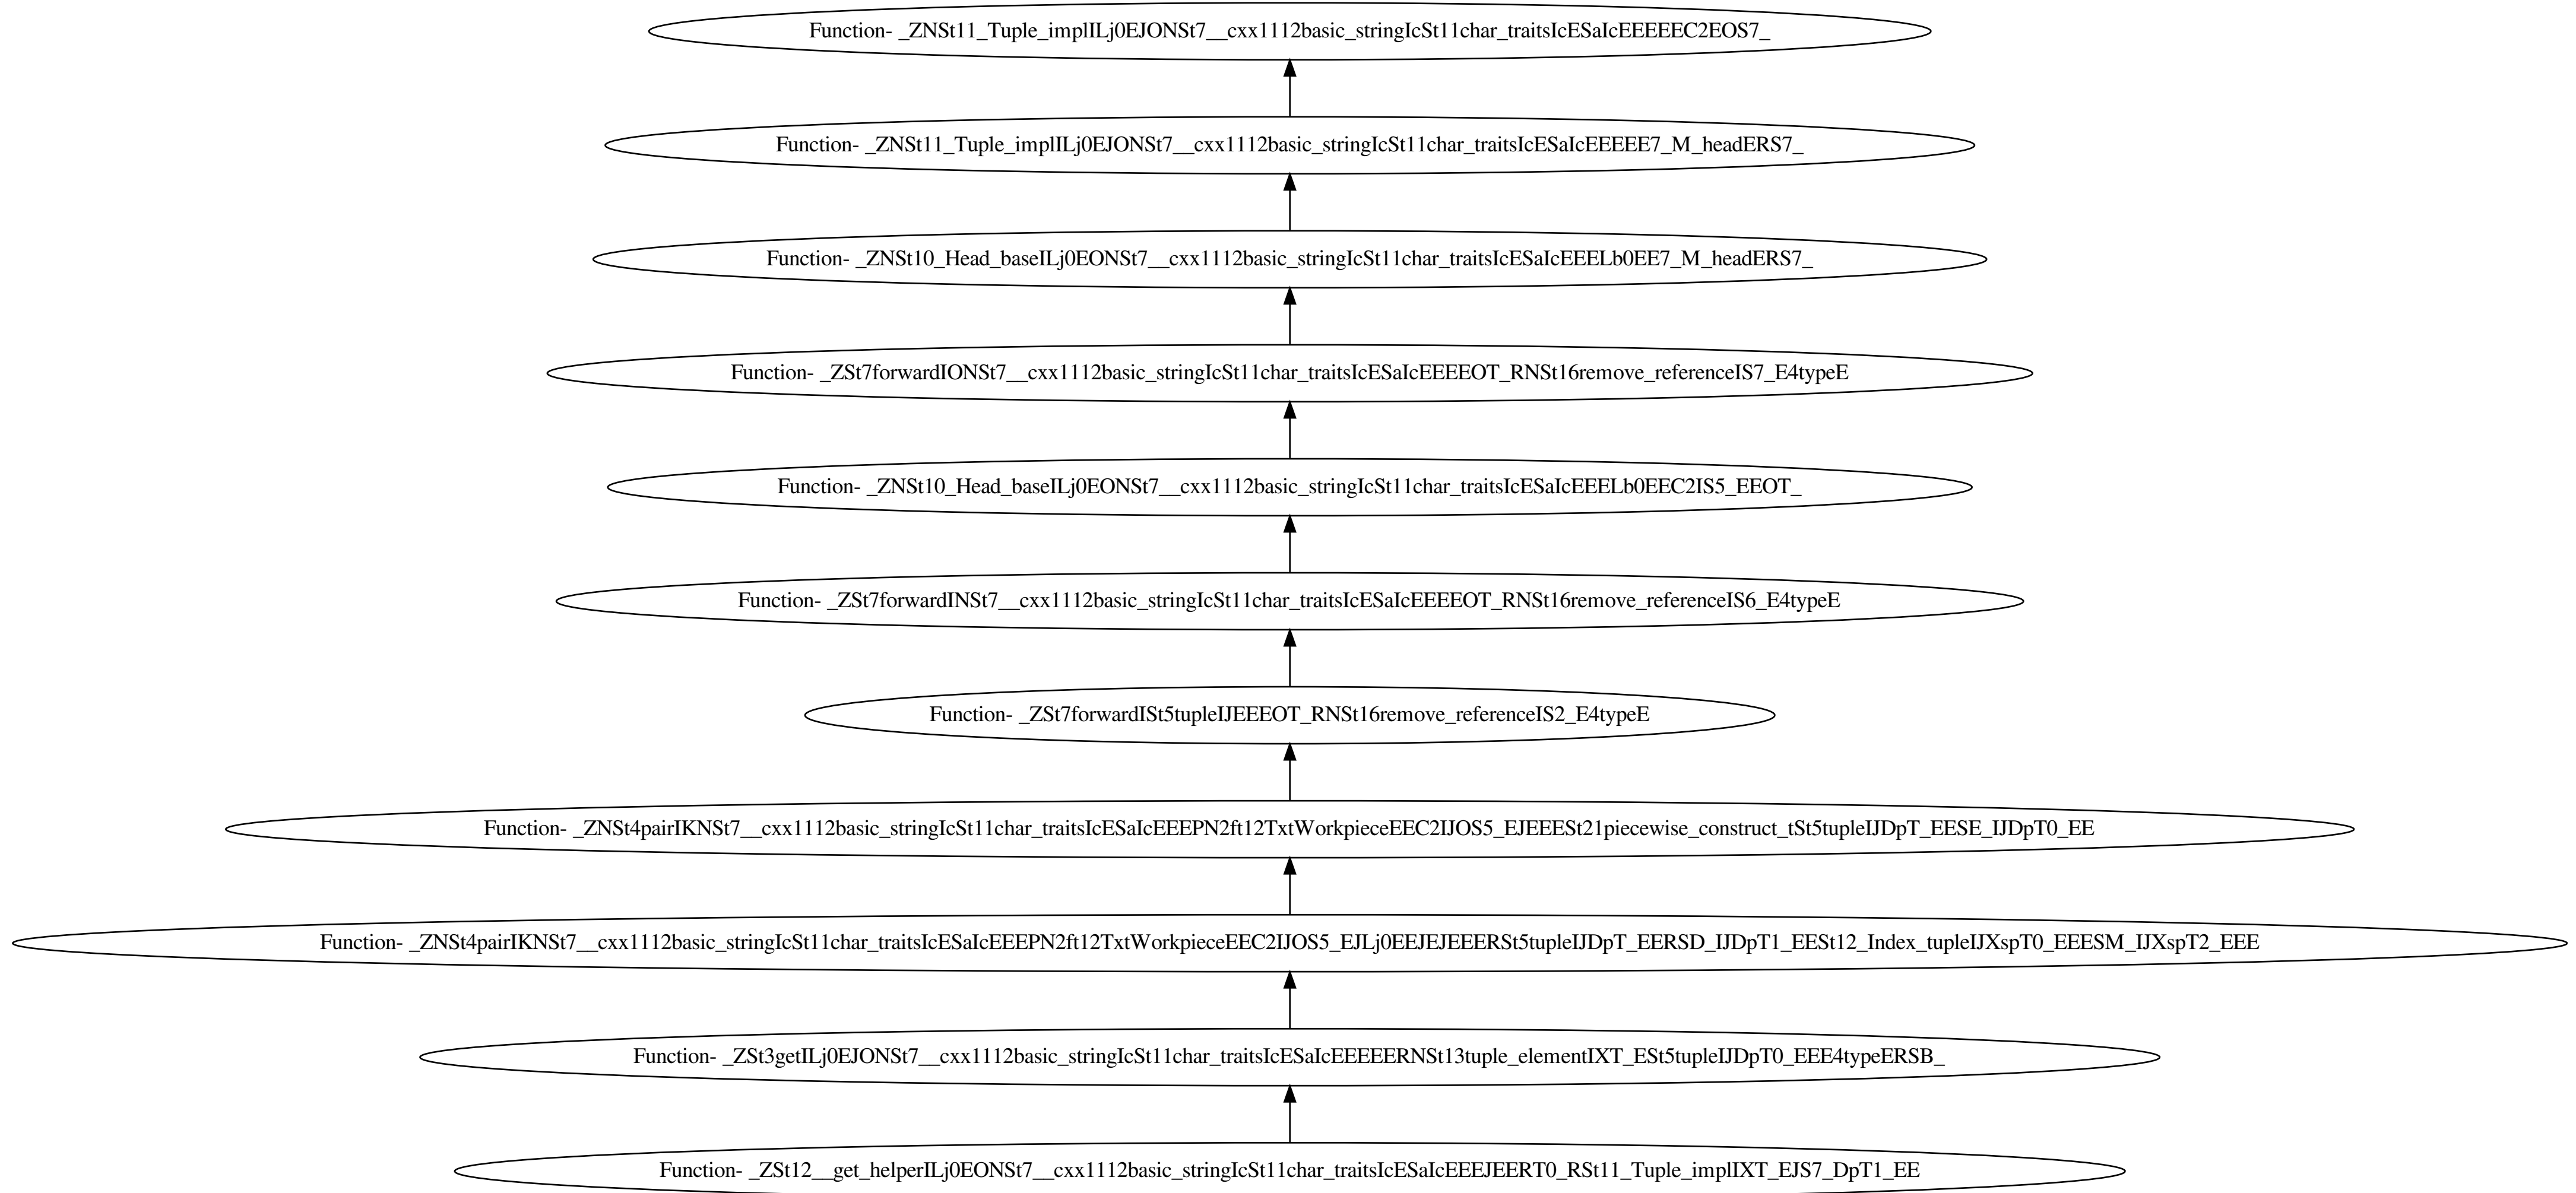 Function- _ZNSt11_Tuple_implILj0EJONSt7__cxx1112basic_stringIcSt11char_traitsIcESaIcEEEEEC2EOS7_
Function- _ZNSt11_Tuple_implILj0EJONSt7__cxx1112basic_stringIcSt11char_traitsIcESaIcEEEEE7_M_headERS7_
Function- _ZNSt10_Head_baseILj0EONSt7__cxx1112basic_stringIcSt11char_traitsIcESaIcEEELb0EE7_M_headERS7_
Function- _ZSt7forwardIONSt7__cxx1112basic_stringIcSt11char_traitsIcESaIcEEEEOT_RNSt16remove_referenceIS7_E4typeE
Function- _ZNSt10_Head_baseILj0EONSt7__cxx1112basic_stringIcSt11char_traitsIcESaIcEEELb0EEC2IS5_EEOT_
Function- _ZSt7forwardINSt7__cxx1112basic_stringIcSt11char_traitsIcESaIcEEEEOT_RNSt16remove_referenceIS6_E4typeE
Function- _ZSt7forwardISt5tupleIJEEEOT_RNSt16remove_referenceIS2_E4typeE
Function- _ZNSt4pairIKNSt7__cxx1112basic_stringIcSt11char_traitsIcESaIcEEEPN2ft12TxtWorkpieceEEC2IJOS5_EJEEESt21piecewise_construct_tSt5tupleIJDpT_EESE_IJDpT0_EE
Function- _ZNSt4pairIKNSt7__cxx1112basic_stringIcSt11char_traitsIcESaIcEEEPN2ft12TxtWorkpieceEEC2IJOS5_EJLj0EEJEJEEERSt5tupleIJDpT_EERSD_IJDpT1_EESt12_Index_tupleIJXspT0_EEESM_IJXspT2_EEE
Function- _ZSt3getILj0EJONSt7__cxx1112basic_stringIcSt11char_traitsIcESaIcEEEEERNSt13tuple_elementIXT_ESt5tupleIJDpT0_EEE4typeERSB_
Function- _ZSt12__get_helperILj0EONSt7__cxx1112basic_stringIcSt11char_traitsIcESaIcEEEJEERT0_RSt11_Tuple_implIXT_EJS7_DpT1_EE